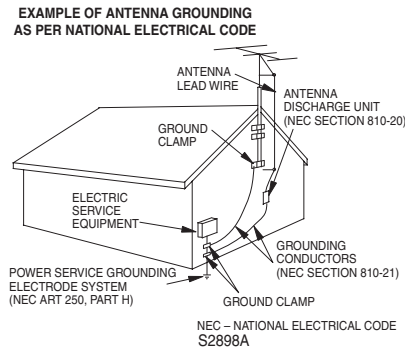 EXAMPLE OF ANTENNA GROUNDING
AS PER NATIONAL ELECTRICAL CODE
ANTENNA
LEAD WIRE
ANTENNA
DISCHARGE UNIT
(NEC SECTION 810-20)
GROUND
CLAMP
ELECTRIC
SERVICE
EQUIPMENT
GROUNDING
CONDUCTORS
(NEC SECTION 810-21)
POWER SERVICE GROUNDING
ELECTRODE SYSTEM
(NEC ART 250, PART H)
GROUND CLAMP
NEC – NATIONAL ELECTRICAL CODE
S2898A